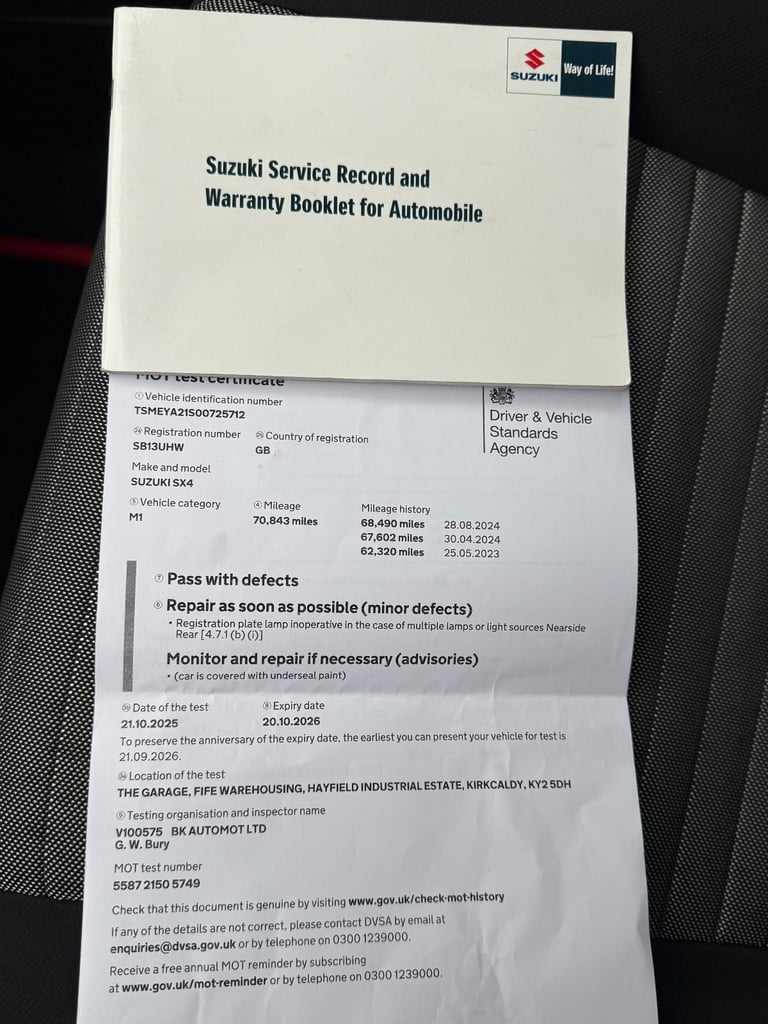 SUZUKI
Way of Life!
Suzuki Service Record and
Warranty Booklet for Automobile
MOT test certificate
① Vehicle identification number
TSMEYA21S00725712
Driver & Vehicle
Standards
Agency
Registration number Country of registration
SB13UHW GB
Make and model
SUZUKI SX4
⑤ Vehicle category ④ Mileage Mileage history
M1 70,843 miles 68,490 miles 28.08.2024
67,602 miles 30.04.2024
62,320 miles 25.05.2023
⑦ Pass with defects
⑥ Repair as soon as possible (minor defects)
• Registration plate lamp inoperative in the case of multiple lamps or light sources Nearside
Rear [4.7.1 (b) (i)]
Monitor and repair if necessary (advisories)
• (car is covered with underseal paint)
Date of the test ⑧ Expiry date
21.10.2025 20.10.2026
To preserve the anniversary of the expiry date, the earliest you can present your vehicle for test is
21.09.2026.
Location of the test
THE GARAGE, FIFE WAREHOUSING, HAYFIELD INDUSTRIAL ESTATE, KIRKCALDY, KY2 5DH
⑨ Testing organisation and inspector name
V100575 BK AUTOMOT LTD
G. W. Bury
MOT test number
5587 2150 5749
Check that this document is genuine by visiting www.gov.uk/check-mot-history
If any of the details are not correct, please contact DVSA by email at
enquiries@dvsa.gov.uk or by telephone on 0300 1239000.
Receive a free annual MOT reminder by subscribing
at www.gov.uk/mot-reminder or by telephone on 0300 1239000.